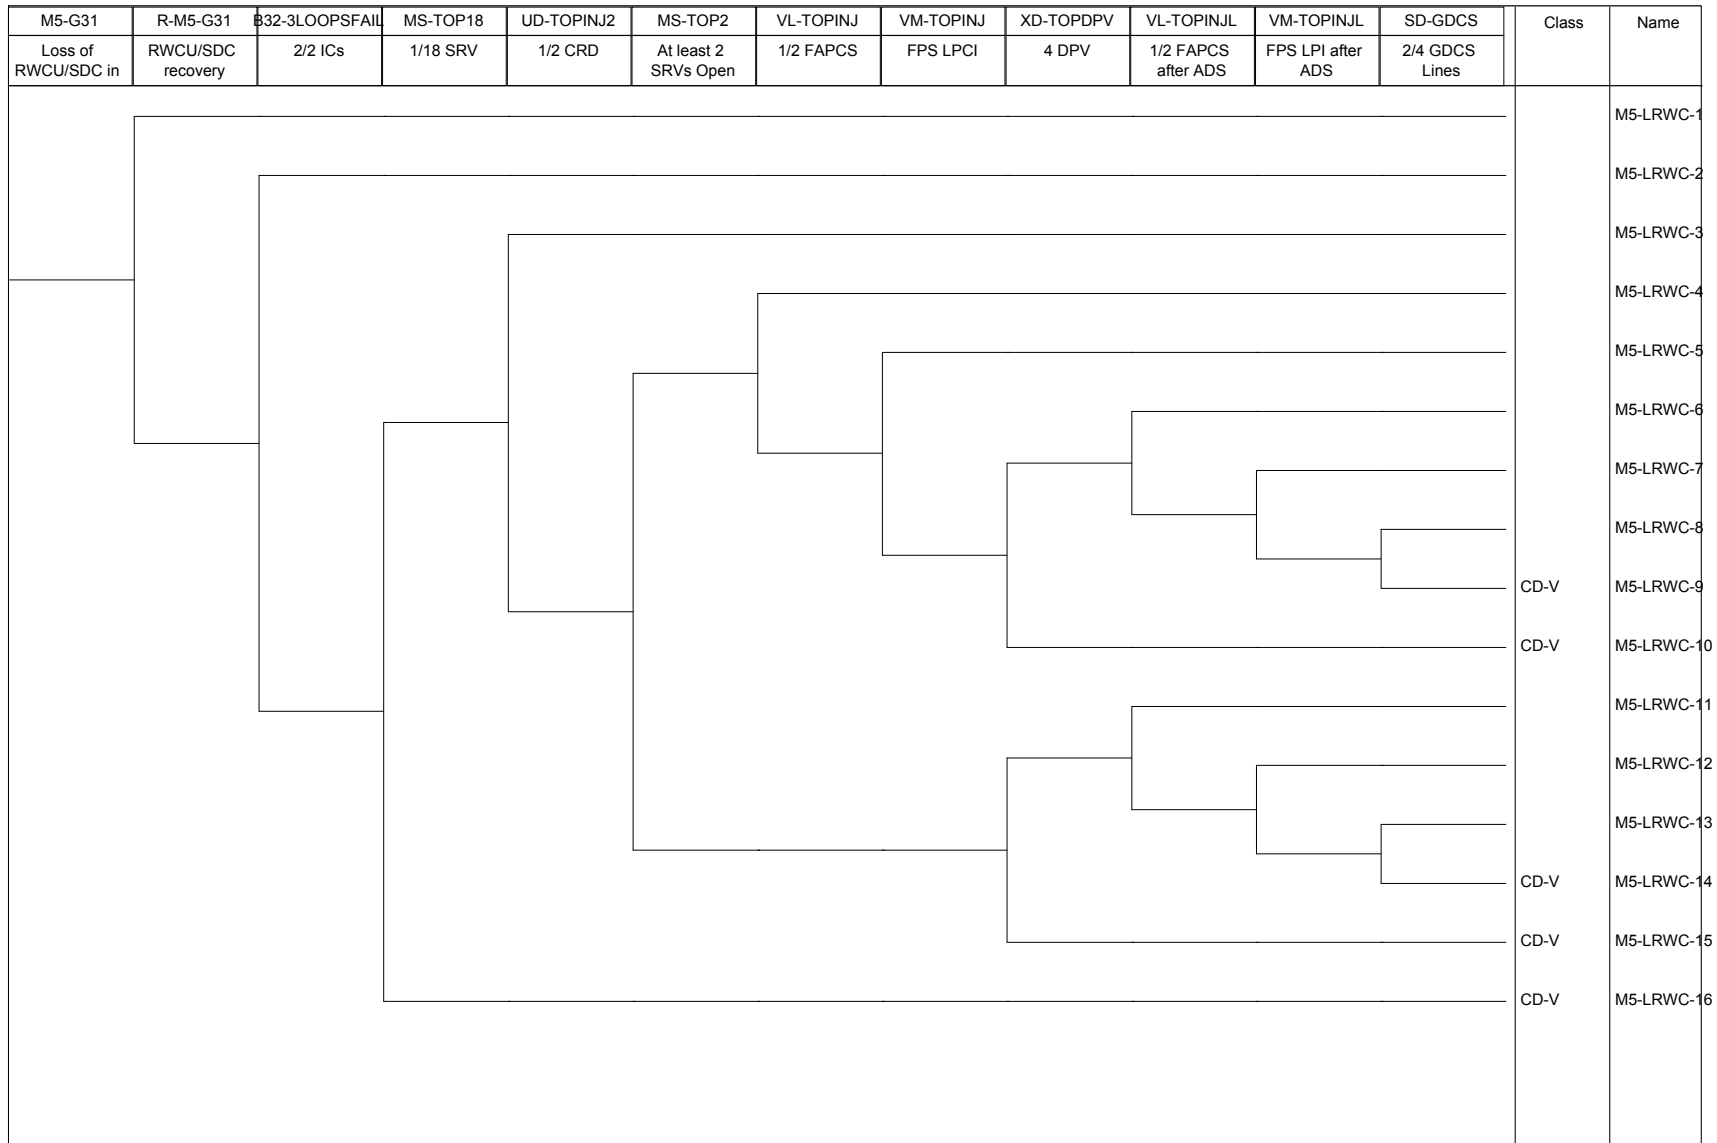 M5-G31 R-M5-G31 B32-3LOOPSFAIL MS-TOP18 UD-TOPINJ2 MS-TOP2 VL-TOPINJ VM-TOPINJ XD-TOPDPV VL-TOPINJL VM-TOPINJL SD-GDCS Class Name
Loss of RWCU/SDC 2/2 ICs 1/18 SRV 1/2 CRD At least 2 1/2 FAPCS FPS LPCI 4 DPV 1/2 FAPCS FPS LPI after 2/4 GDCS
RWCU/SDC in recovery SRVs Open after ADS ADS Lines
M5-LRWC-1
M5-LRWC-2
M5-LRWC-3
M5-LRWC-4
M5-LRWC-5
M5-LRWC-6
M5-LRWC-7
M5-LRWC-8
CD-V M5-LRWC-9
CD-V M5-LRWC-10
M5-LRWC-11
M5-LRWC-12
M5-LRWC-13
CD-V M5-LRWC-14
CD-V M5-LRWC-15
CD-V M5-LRWC-16